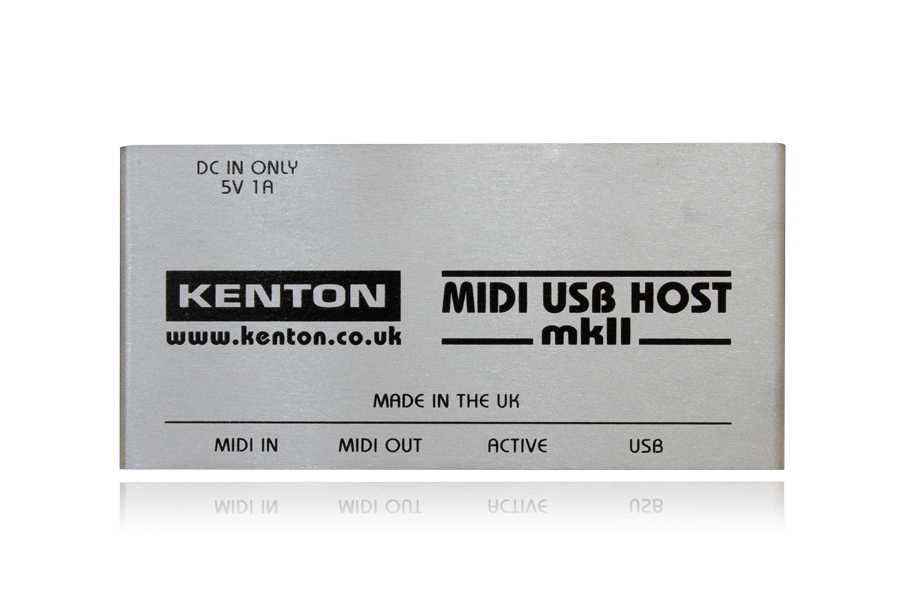 DC IN ONLY
5V 1A
KENTON
www.kenton.co.uk
MIDI USB HOST
mkII
MADE IN THE UK
MIDI IN MIDI OUT ACTIVE USB